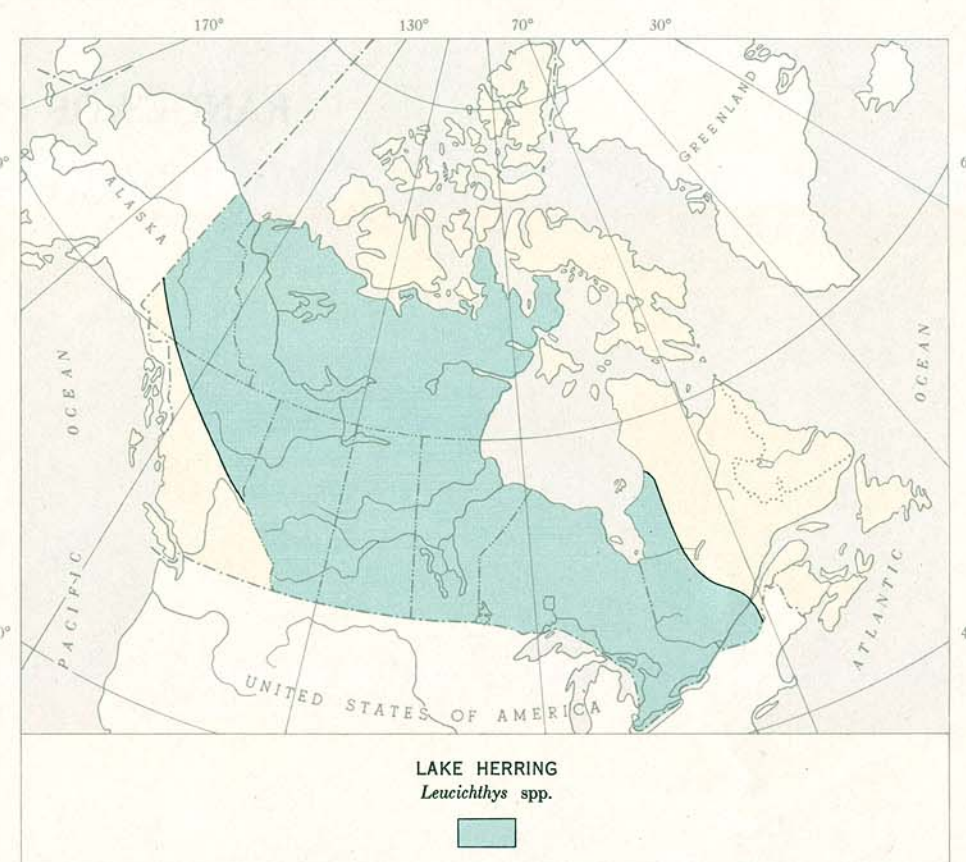 170°
130°
70°
30°
GREENLAND
ALASKA
OCEAN
OCEAN
PACIFIC
ATLANTIC
UNITED STATES OF AMERICA
LAKE HERRING
Leucichthys spp.